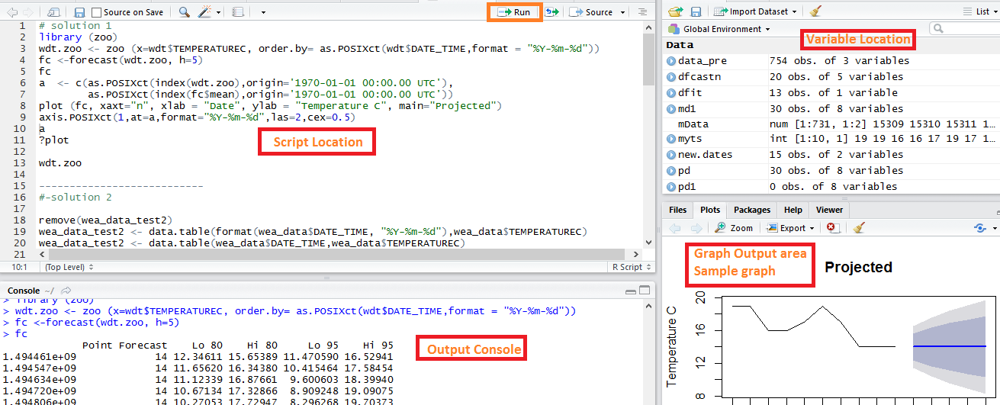 Source on Save
Run
Source
1 # solution 1
2 library (zoo)
3 wdt.zoo <- zoo (x=wdt$TEMPERATUREC, order.by= as.POSIXct(wdt$DATE_TIME,format = "%Y-%m-%d"))
4 fc <-forecast(wdt.zoo, h=5)
5 fc
6 a <- c(as.POSIXct(index(wdt.zoo),origin='1970-01-01 00:00.00 UTC'),
7 as.POSIXct(index(fc$mean),origin='1970-01-01 00:00.00 UTC'))
8 plot (fc, xaxt="n", xlab = "Date", ylab = "Temperature C", main="Projected")
9 axis.POSIXct(1,at=a,format="%Y-%m-%d",las=2,cex=0.5)
10 a
11 ?plot
12
13 wdt.zoo
14
15 ---------------------------
16 #-solution 2
17
18 remove(wea_data_test2)
19 wea_data_test2 <- data.table(format(wea_data$DATE_TIME, "%Y-%m-%d"),wea_data$TEMPERATUREC)
20 wea_data_test2 <- data.table(wea_data$DATE_TIME,wea_data$TEMPERATUREC)
21
Script Location
10:1 (Top Level) R Script
Console ~/
> library (zoo)
> wdt.zoo <- zoo (x=wdt$TEMPERATUREC, order.by= as.POSIXct(wdt$DATE_TIME,format = "%Y-%m-%d"))
> fc <-forecast(wdt.zoo, h=5)
> fc
Point Forecast Lo 80 Hi 80 Lo 95 Hi 95
1.494461e+09 14 12.34611 15.65389 11.470590 16.52941
1.494547e+09 14 11.65620 16.34380 10.415464 17.58454
1.494634e+09 14 11.12339 16.87661 9.600603 18.39940
1.494720e+09 14 10.67134 17.32866 8.909248 19.09075
1.494806e+09 14 10.27053 17.72947 8.296268 19.70373
Output Console
Import Dataset
List
Global Environment
Variable Location
Data
data_pre 754 obs. of 3 variables
dfcastn 20 obs. of 5 variables
dfit 13 obs. of 1 variable
md1 30 obs. of 8 variables
mData num [1:731, 1:2] 15309 15310 15311 1...
myts int [1:10, 1] 19 19 16 16 17 19 17 1...
new.dates 15 obs. of 2 variables
pd 30 obs. of 8 variables
pd1 0 obs. of 8 variables
Files Plots Packages Help Viewer
Zoom Export
Graph Output area
Sample graph
Projected
Temperature C
20
16
12
8